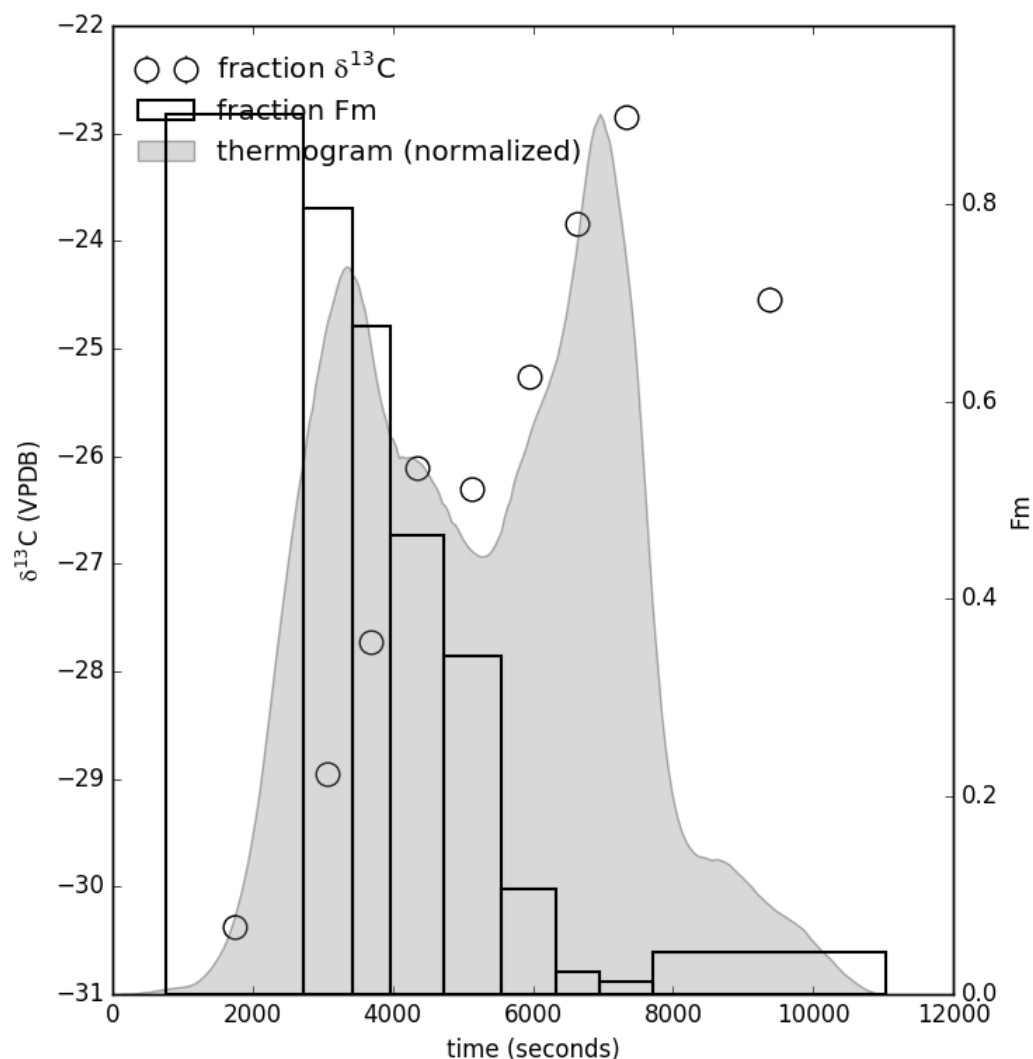 fraction δ¹³C
fraction Fm
thermogram (normalized)
−22
−23
−24
−25
−26
−27
−28
−29
−30
−31
δ¹³C (VPDB)
0.8
0.6
0.4
0.2
0.0
Fm
0 2000 4000 6000 8000 10000 12000
time (seconds)